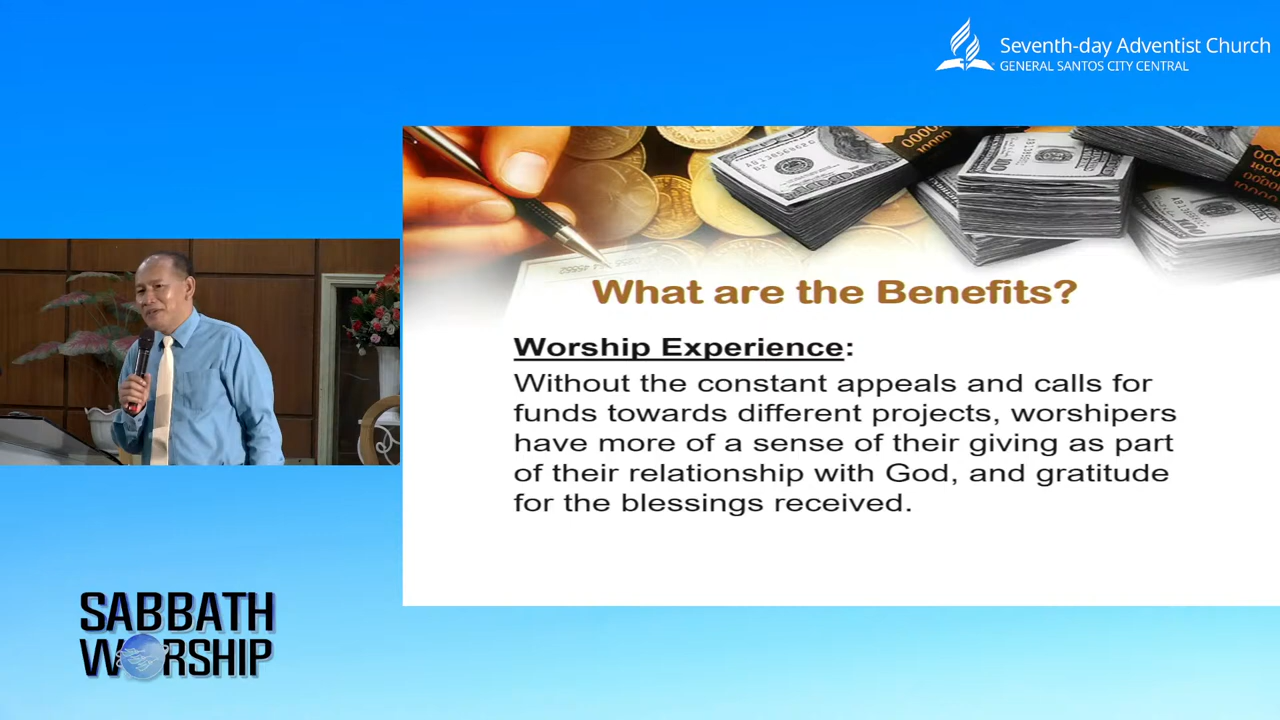 Seventh-day Adventist Church
GENERAL SANTOS CITY CENTRAL
What are the Benefits?
Worship Experience:
Without the constant appeals and calls for
funds towards different projects, worshipers
have more of a sense of their giving as part
of their relationship with God, and gratitude
for the blessings received.
SABBATH
WORSHIP